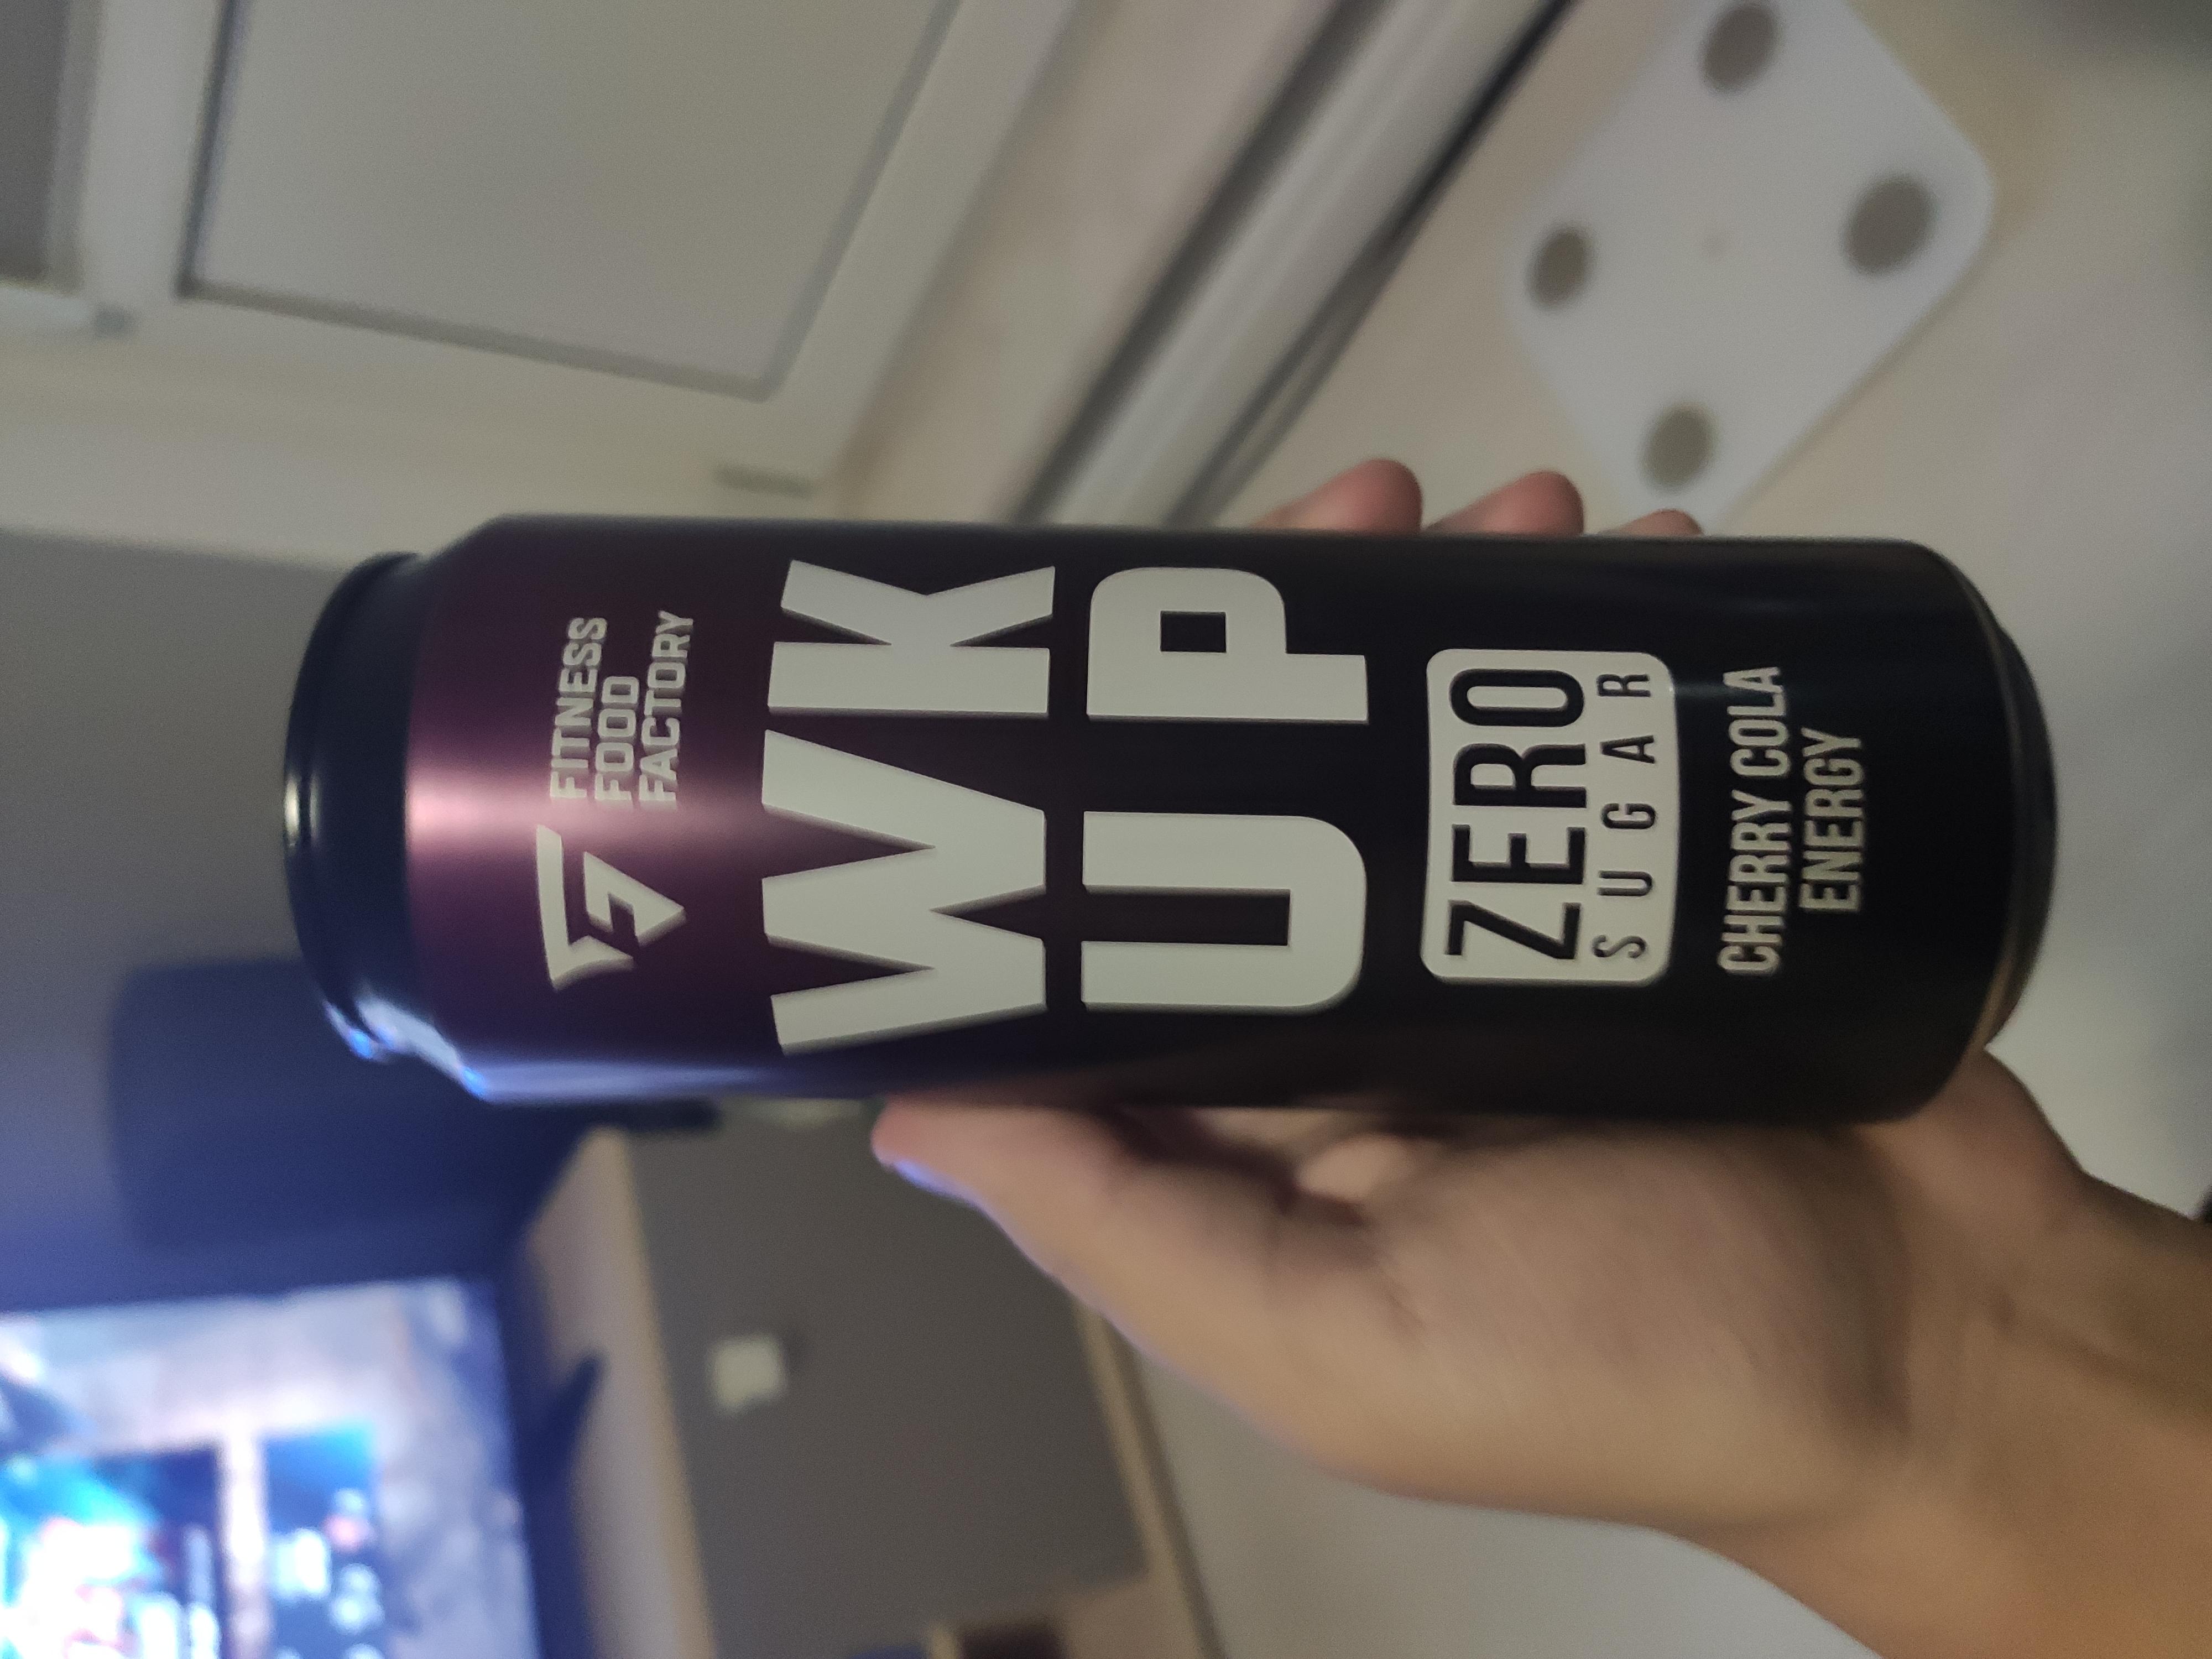 FITNESS
FOOD
FACTORY
WK
UP
ZERO
SUGAR
CHERRY COLA
ENERGY